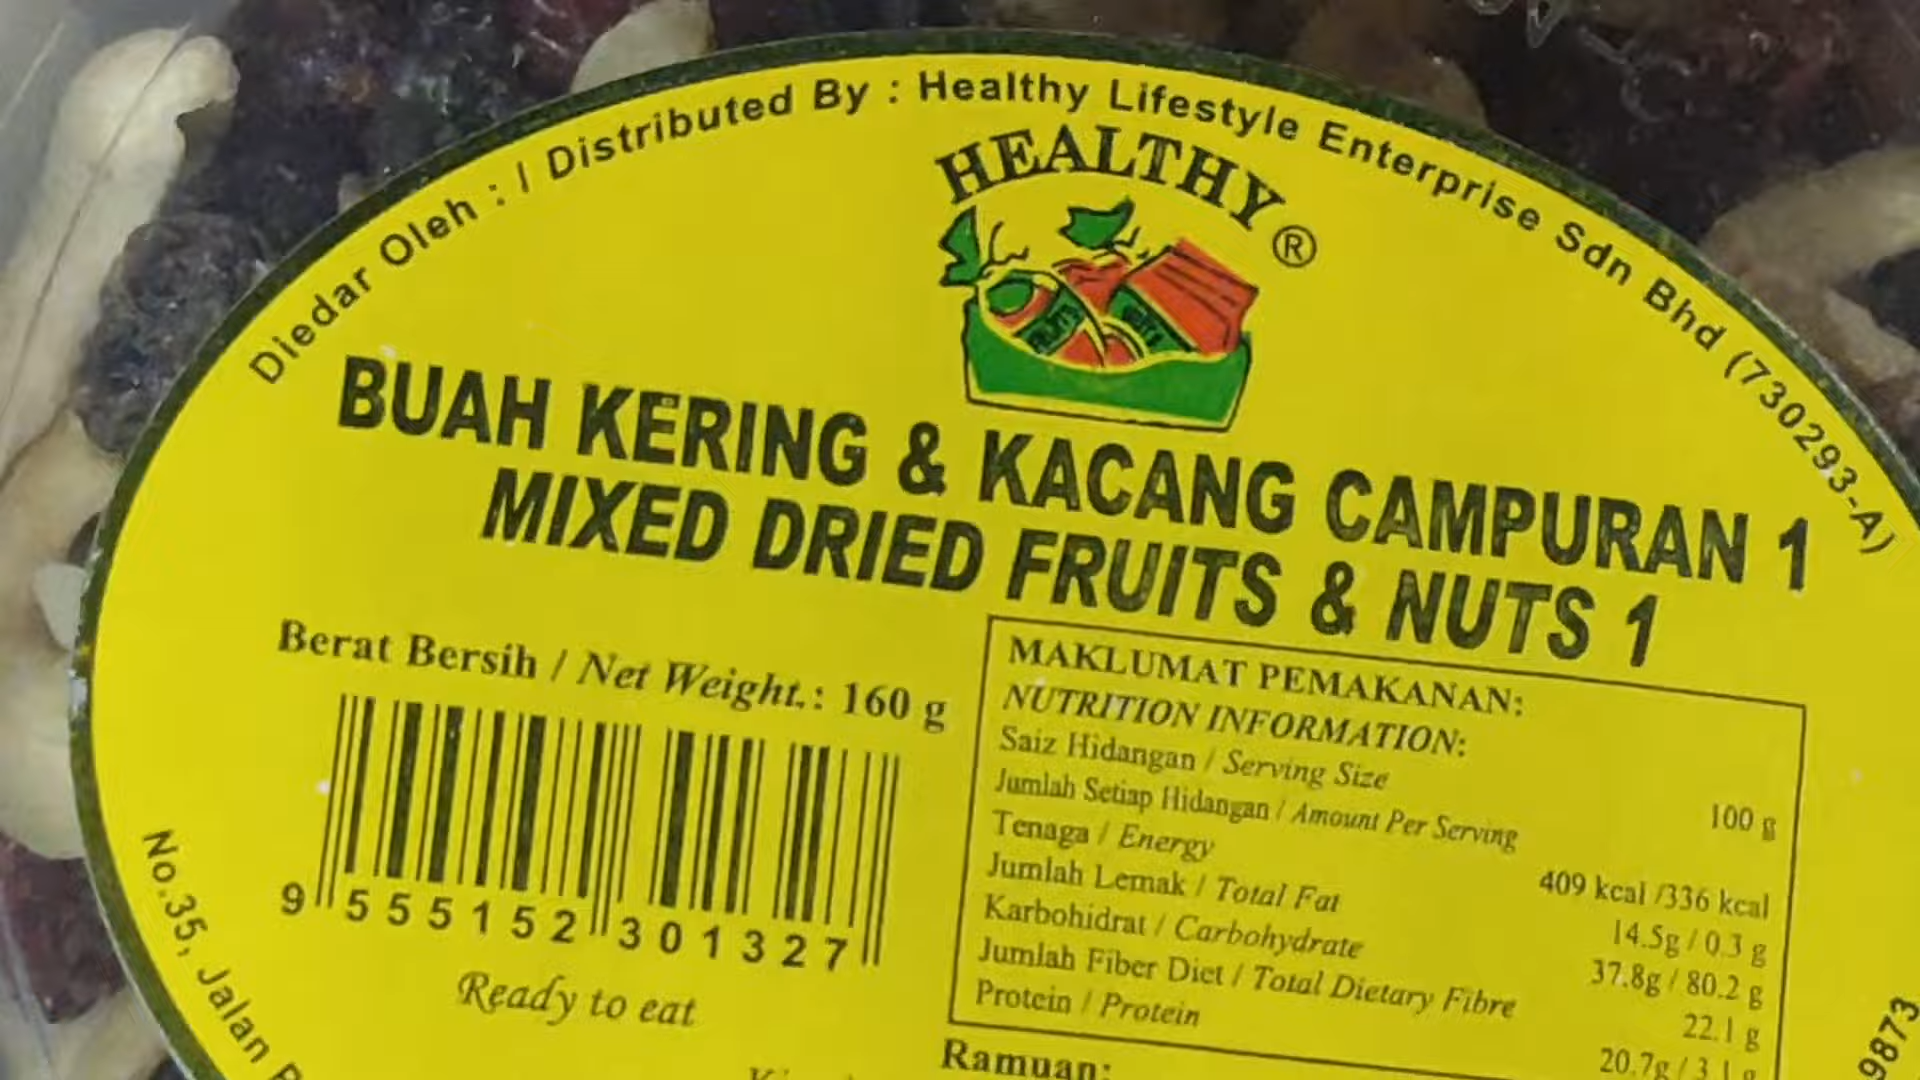 Diedar Oleh : / Distributed By : Healthy Lifestyle Enterprise Sdn Bhd (730293-A)
HEALTHY ®
BUAH KERING & KACANG CAMPURAN 1
MIXED DRIED FRUITS & NUTS 1
Berat Bersih / Net Weight.: 160 g
9 555152 301327
Ready to eat
MAKLUMAT PEMAKANAN:
NUTRITION INFORMATION:
Saiz Hidangan / Serving Size 100 g
Jumlah Setiap Hidangan / Amount Per Serving
Tenaga / Energy 409 kcal /336 kcal
Jumlah Lemak / Total Fat 14.5g / 0.3 g
Karbohidrat / Carbohydrate 37.8g / 80.2 g
Jumlah Fiber Diet / Total Dietary Fibre 22.1 g
Protein / Protein 20.7g / 3.1 g
Ramuan:
No.35, Jalan
9873